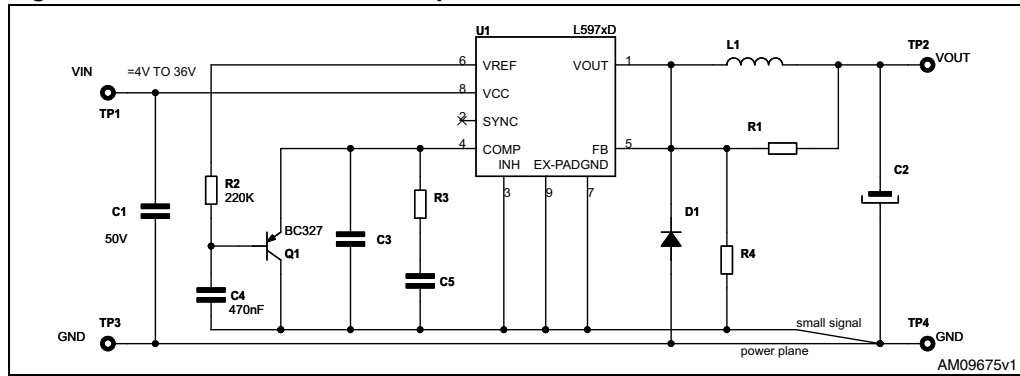 U1
L597xD
L1
TP2
VOUT
VIN
=4V TO 36V
TP1
6
VREF
VOUT
1
8
VCC
2
SYNC
4
COMP
FB
5
INH
EX-PAD
GND
3
9
7
R1
R2
220K
R3
C2
C1
50V
BC327
Q1
C3
D1
R4
C5
C4
470nF
TP3
GND
small signal
power plane
TP4
GND
AM09675v1